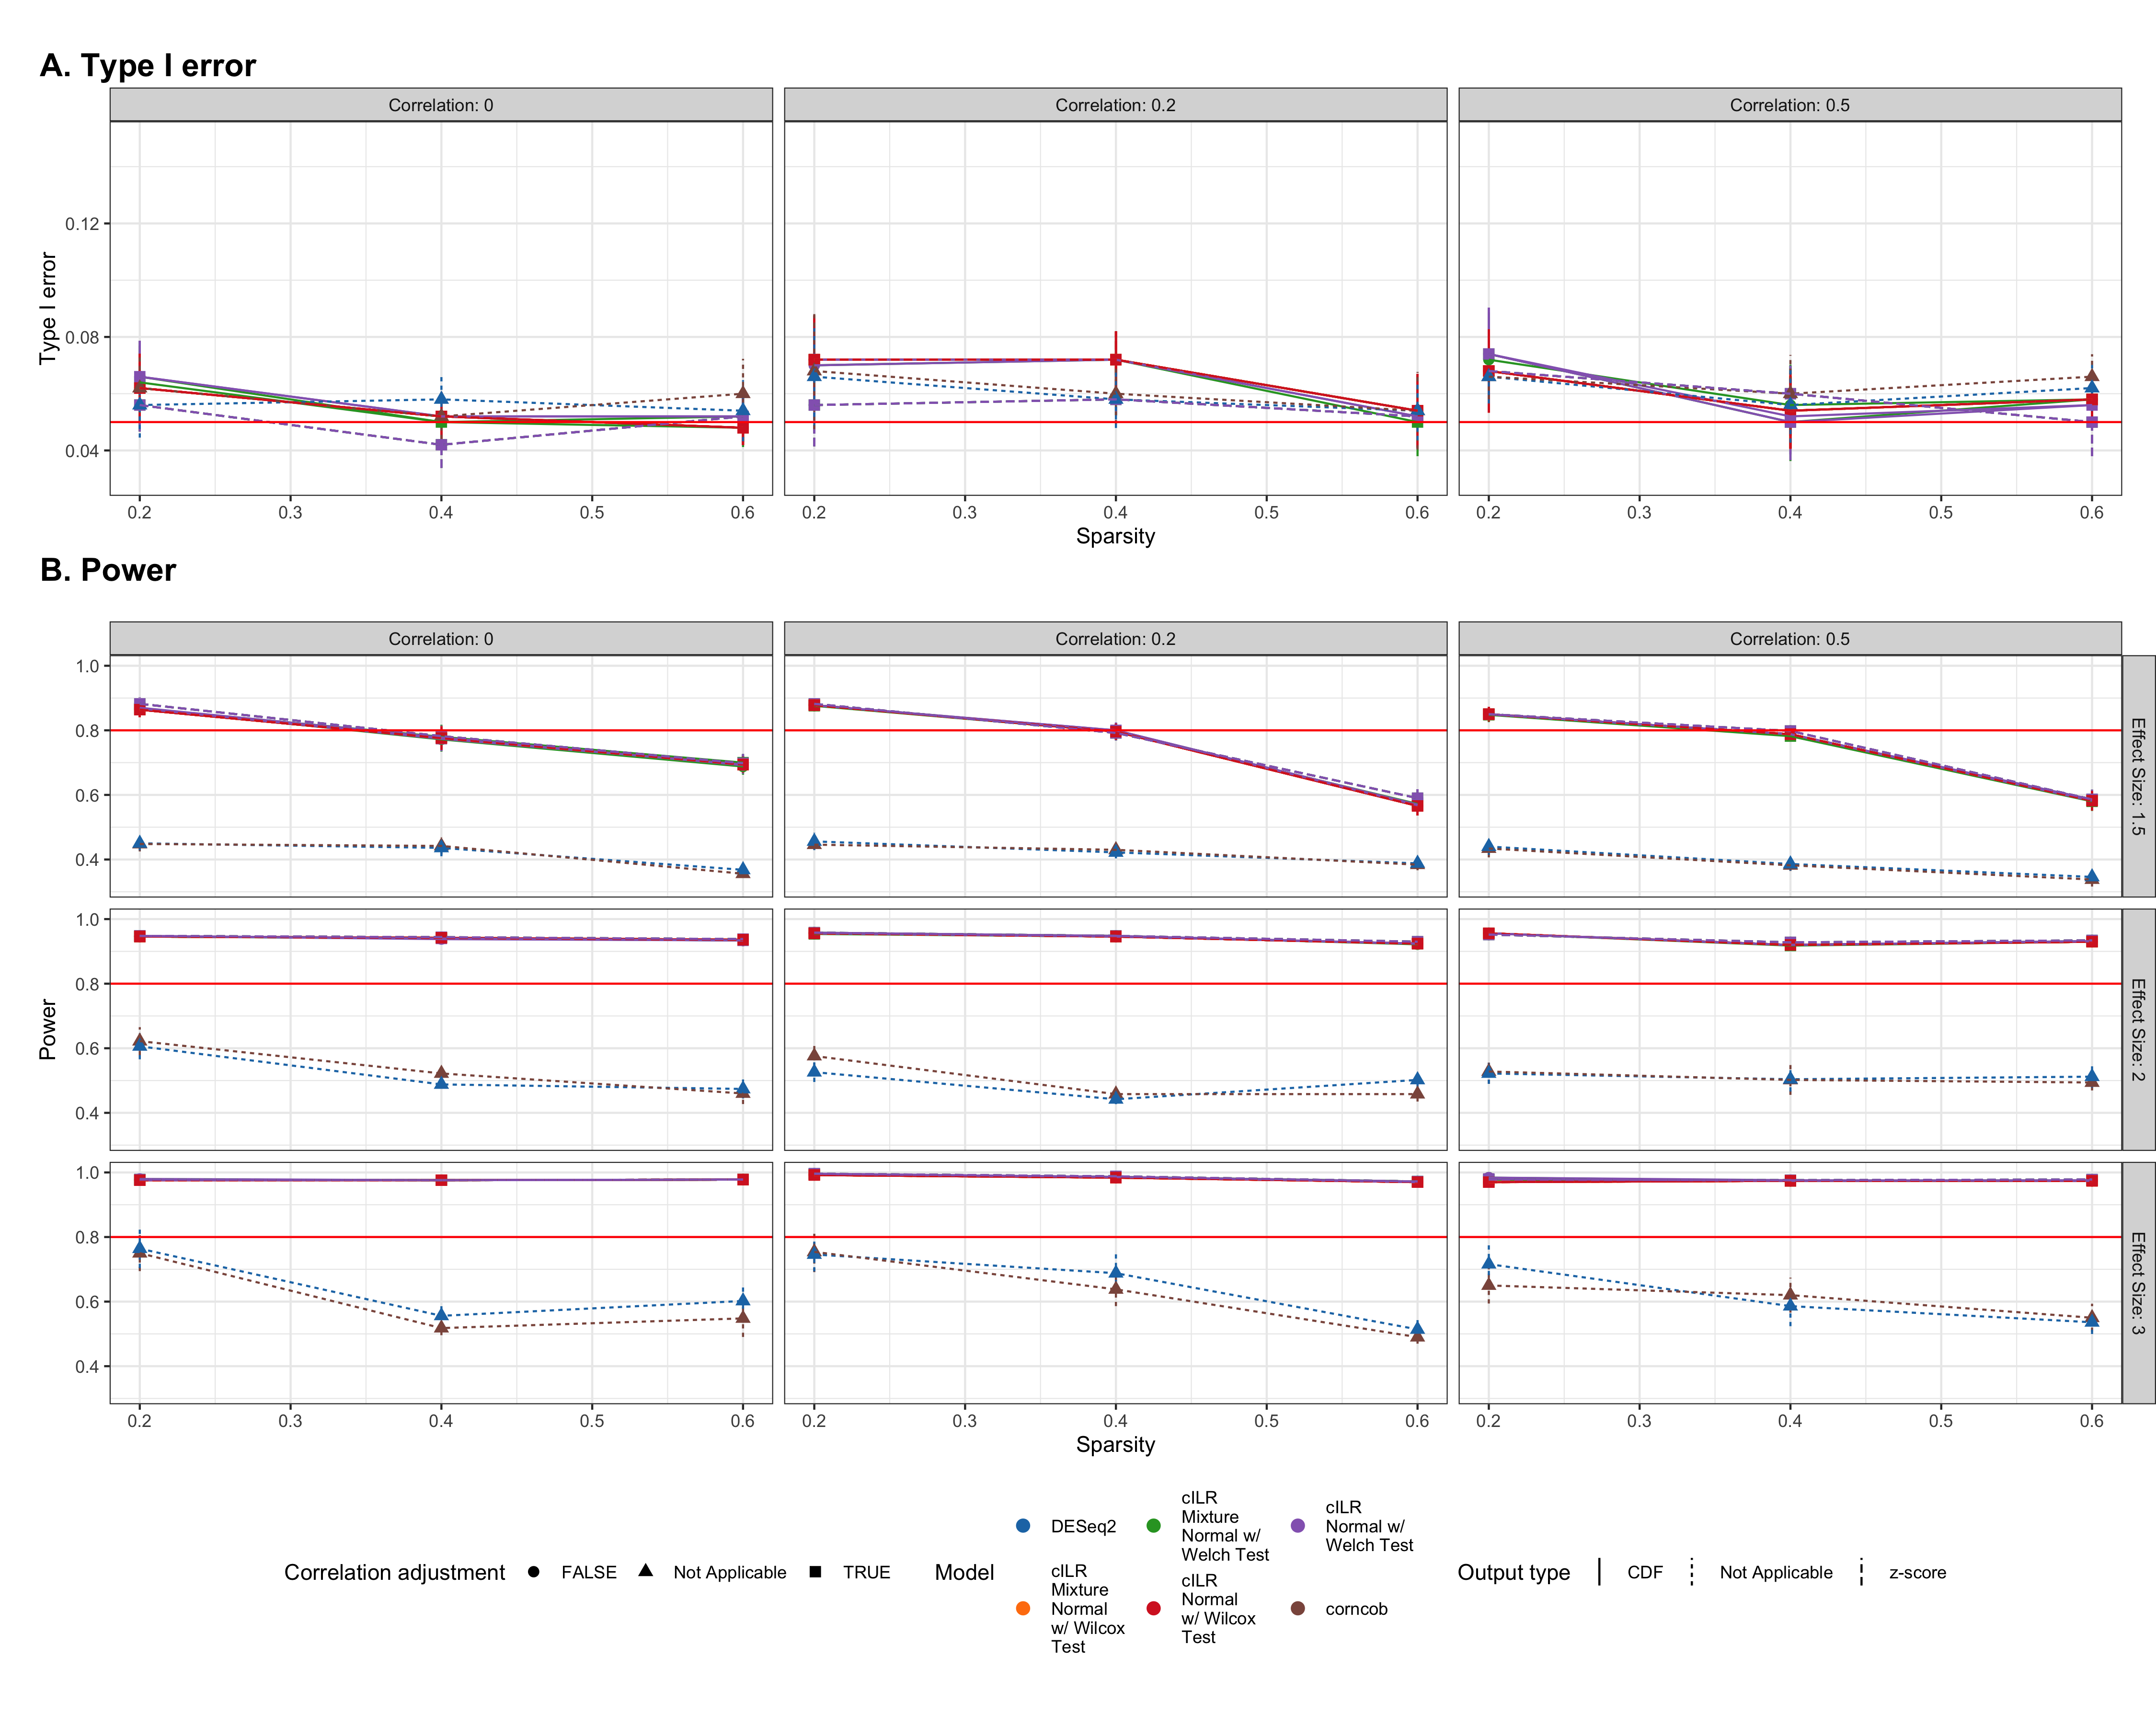 A. Type I error
Correlation: 0
Correlation: 0.2
Correlation: 0.5
Type I error
0.12
0.08
0.04
0.2 0.3 0.4 0.5 0.6
0.2 0.3 0.4 0.5 0.6
0.2 0.3 0.4 0.5 0.6
Sparsity
B. Power
Correlation: 0
Correlation: 0.2
Correlation: 0.5
Power
1.0
0.8
0.6
0.4
Effect Size: 1.5
1.0
0.8
0.6
0.4
Effect Size: 2
1.0
0.8
0.6
0.4
Effect Size: 3
0.2 0.3 0.4 0.5 0.6
0.2 0.3 0.4 0.5 0.6
0.2 0.3 0.4 0.5 0.6
Sparsity
Correlation adjustment
FALSE
Not Applicable
TRUE
Model
DESeq2
cILR
Mixture
Normal
w/ Wilcox
Test
cILR
Mixture
Normal w/
Welch Test
cILR
Normal
w/ Wilcox
Test
cILR
Normal w/
Welch Test
corncob
Output type
CDF
Not Applicable
z-score